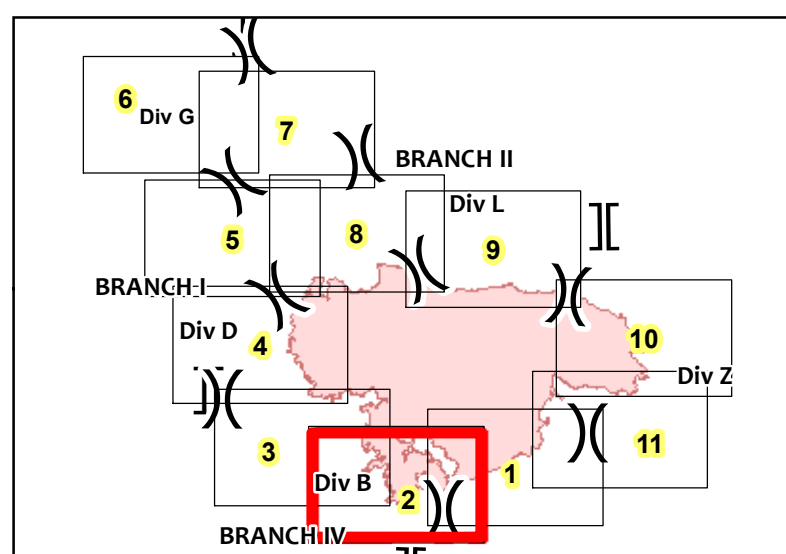 6
Div G
7
BRANCH II
Div L
5
8
9
BRANCH I
Div D
4
10
Div Z
3
11
1
Div B
2
BRANCH IV